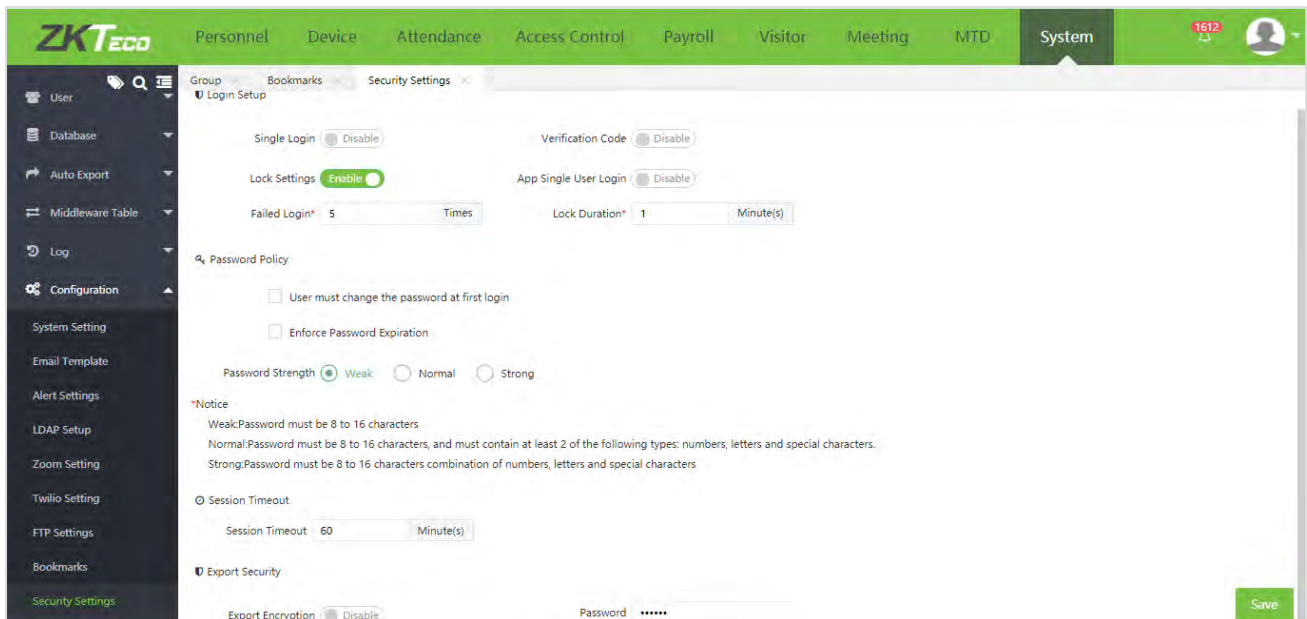 ZKTeco
Personnel Device Attendance Access Control Payroll Visitor Meeting MTD System 1612
Group Bookmarks Security Settings
User
Database
Auto Export
Middleware Table
Log
Configuration
System Setting
Email Template
Alert Settings
LDAP Setup
Zoom Setting
Twilio Setting
FTP Settings
Bookmarks
Security Settings
Login Setup
Single Login Disable Verification Code Disable
Lock Settings Enable App Single User Login Disable
Failed Login* 5 Times Lock Duration* 1 Minute(s)
Password Policy
User must change the password at first login
Enforce Password Expiration
Password Strength Weak Normal Strong
*Notice
Weak:Password must be 8 to 16 characters
Normal:Password must be 8 to 16 characters, and must contain at least 2 of the following types: numbers, letters and special characters.
Strong:Password must be 8 to 16 characters combination of numbers, letters and special characters
Session Timeout
Session Timeout 60 Minute(s)
Export Security
Export Encryption Disable Password ••••••
Save